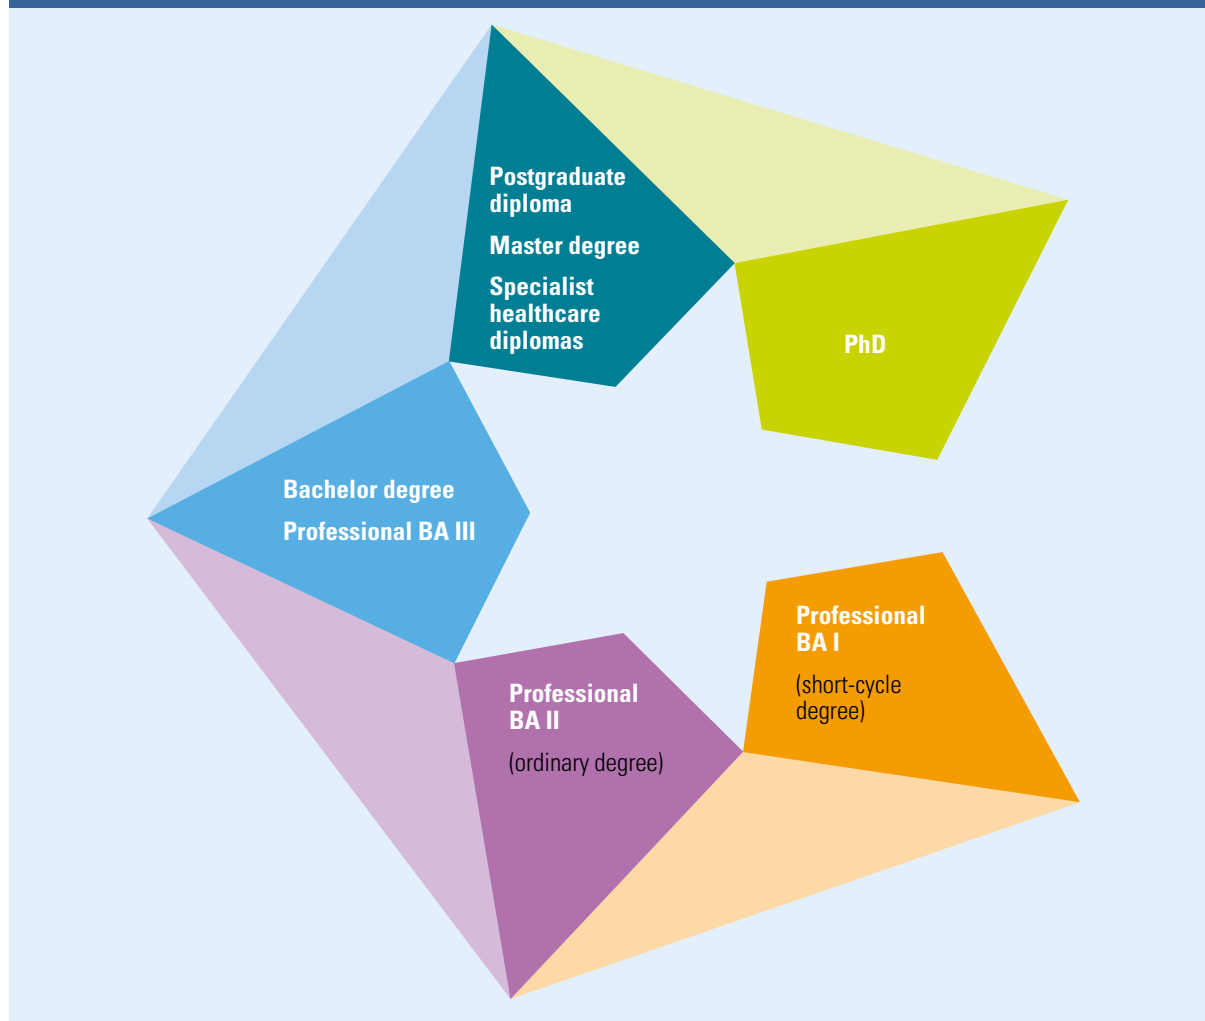 Postgraduate
diploma
Master degree
Specialist
healthcare
diplomas
PhD
Bachelor degree
Professional BA III
Professional
BA I
(short-cycle
degree)
Professional
BA II
(ordinary degree)